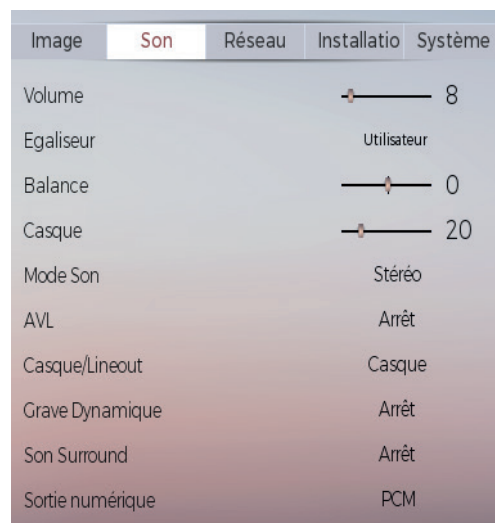 Image Son Réseau Installatio Système
Volume 8
Egaliseur Utilisateur
Balance 0
Casque 20
Mode Son Stéréo
AVL Arrêt
Casque/Lineout Casque
Grave Dynamique Arrêt
Son Surround Arrêt
Sortie numérique PCM